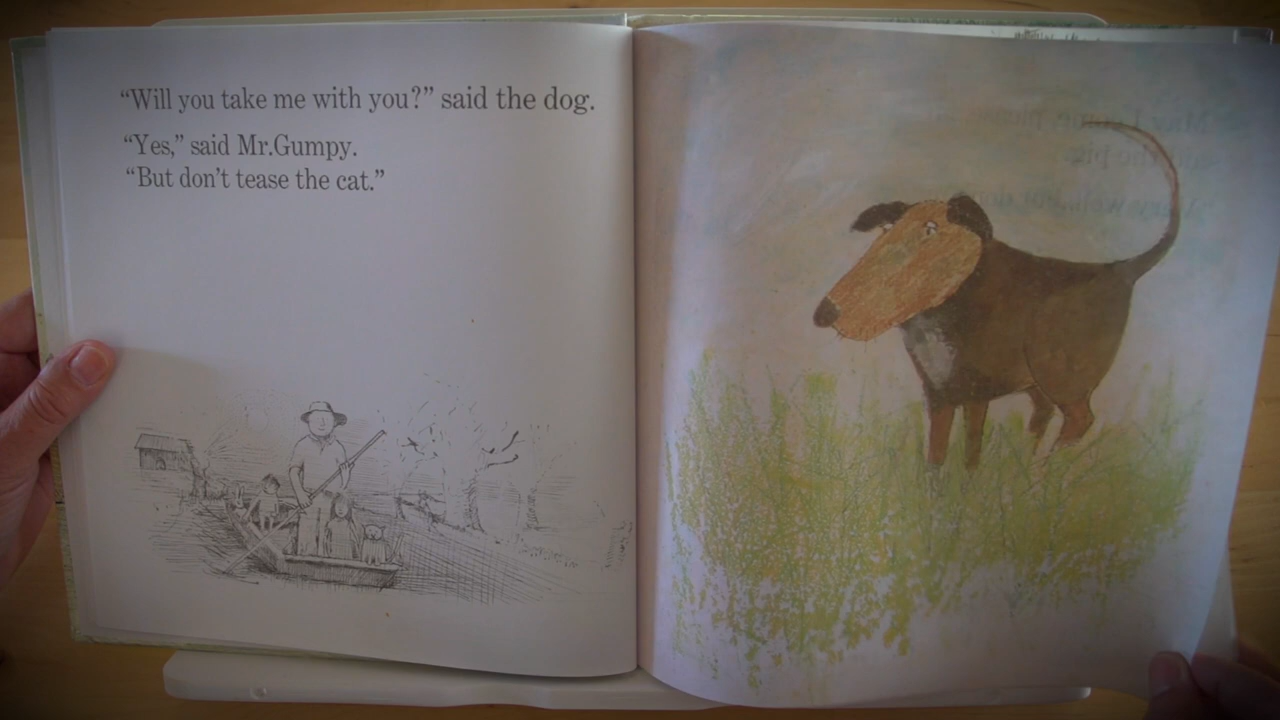 “Will you take me with you?” said the dog.
“Yes,” said Mr.Gumpy.
“But don’t tease the cat.”